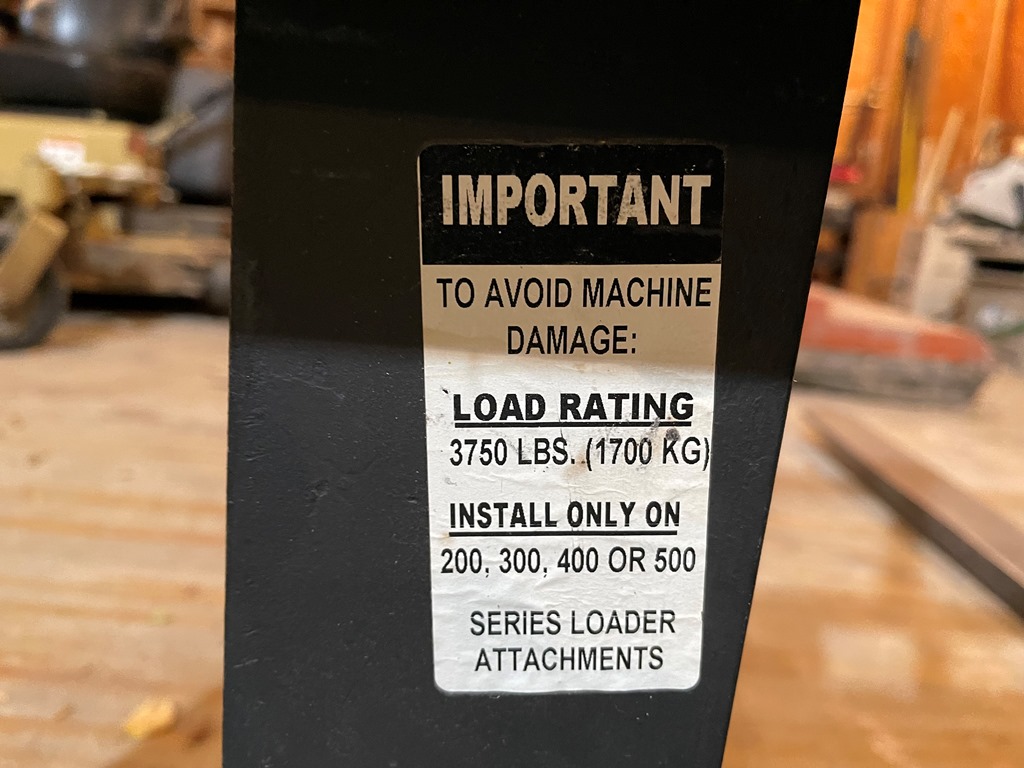 IMPORTANT
TO AVOID MACHINE
DAMAGE:
LOAD RATING
3750 LBS. (1700 KG)
INSTALL ONLY ON
200, 300, 400 OR 500
SERIES LOADER
ATTACHMENTS